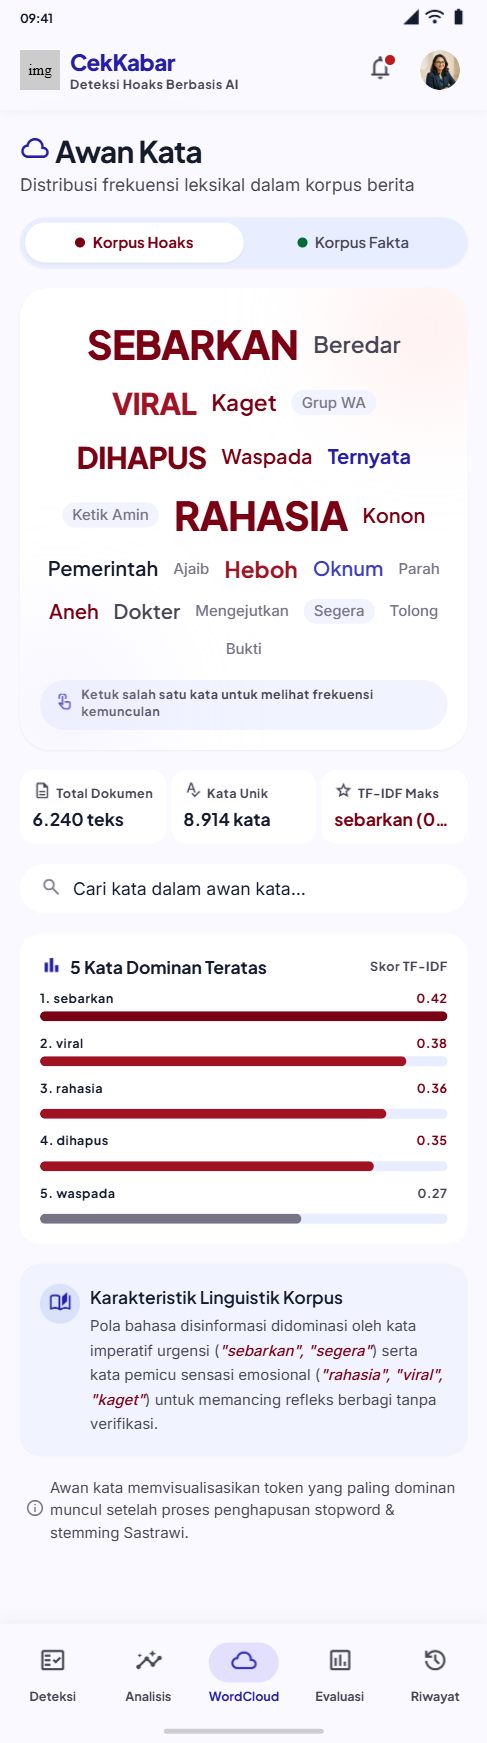 09:41
img
CekKabar
Deteksi Hoaks Berbasis AI
Awan Kata
Distribusi frekuensi leksikal dalam korpus berita
Korpus Hoaks
Korpus Fakta
SEBARKAN Beredar
VIRAL Kaget Grup WA
DIHAPUS Waspada Ternyata
Ketik Amin RAHASIA Konon
Pemerintah Ajaib Heboh Oknum Parah
Aneh Dokter Mengejutkan Segera Tolong
Bukti
Ketuk salah satu kata untuk melihat frekuensi
kemunculan
Total Dokumen
6.240 teks
Kata Unik
8.914 kata
TF-IDF Maks
sebarkan (0...
Cari kata dalam awan kata...
5 Kata Dominan Teratas
Skor TF-IDF
1. sebarkan 0.42
2. viral 0.38
3. rahasia 0.36
4. dihapus 0.35
5. waspada 0.27
Karakteristik Linguistik Korpus
Pola bahasa disinformasi didominasi oleh kata
imperatif urgensi ("sebarkan", "segera") serta
kata pemicu sensasi emosional ("rahasia", "viral",
"kaget") untuk memancing refleks berbagi tanpa
verifikasi.
Awan kata memvisualisasikan token yang paling dominan
muncul setelah proses penghapusan stopword &
stemming Sastrawi.
Deteksi
Analisis
WordCloud
Evaluasi
Riwayat